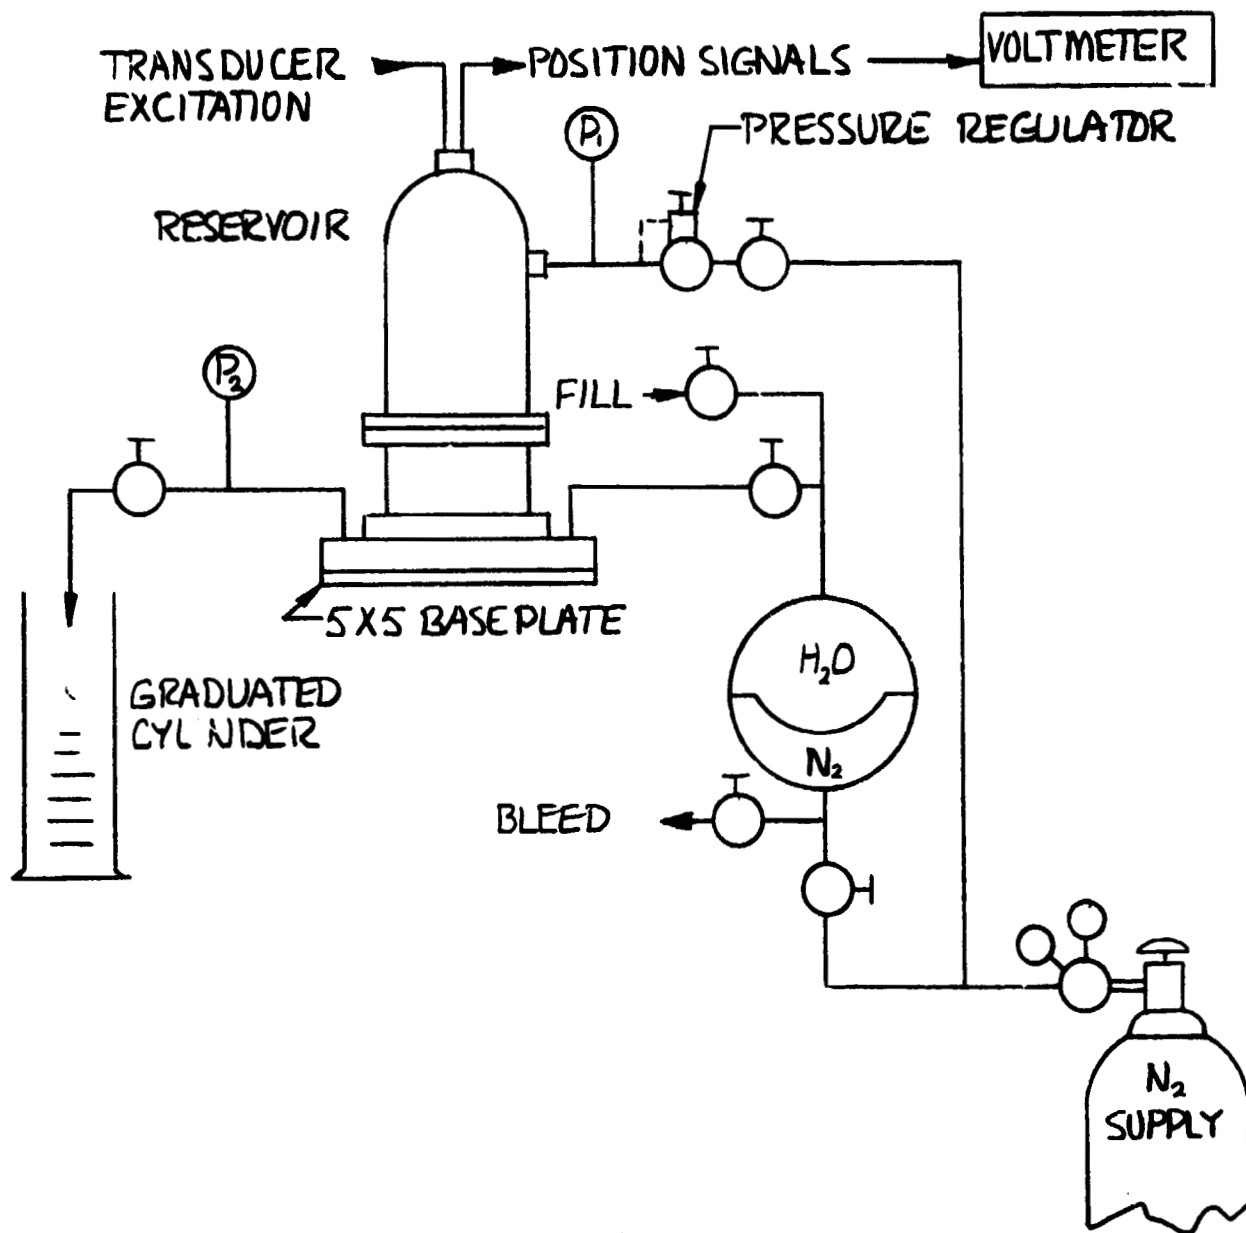 TRANSDUCER
EXCITATION
POSITION SIGNALS
VOLTMETER
P₁
PRESSURE REGULATOR
RESERVOIR
P₂
FILL
5X5 BASEPLATE
H₂O
GRADUATED
CYLINDER
N₂
BLEED
N₂
SUPPLY